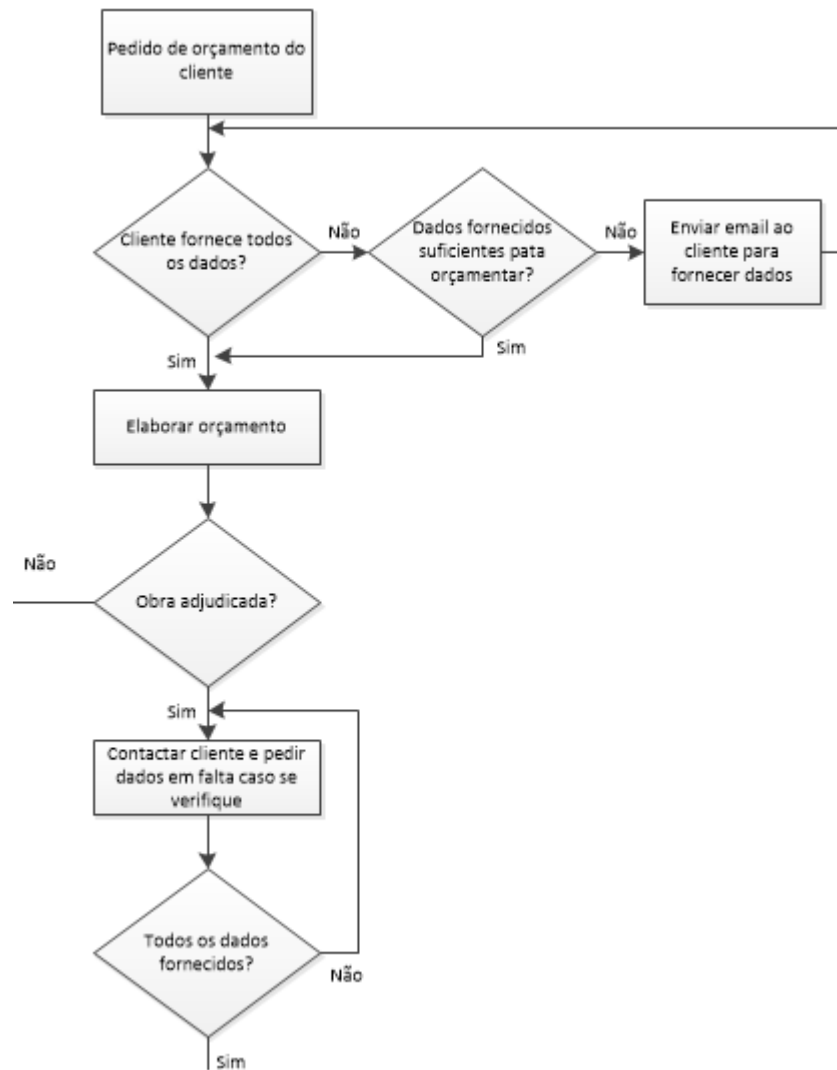 Pedido de orçamento do
cliente
Cliente fornece todos
os dados?
Não
Dados fornecidos
suficientes pata
orçamentar?
Não
Enviar email ao
cliente para
fornecer dados
Sim
Sim
Elaborar orçamento
Não
Obra adjudicada?
Sim
Contactar cliente e pedir
dados em falta caso se
verifique
Todos os dados
fornecidos?
Não
Sim